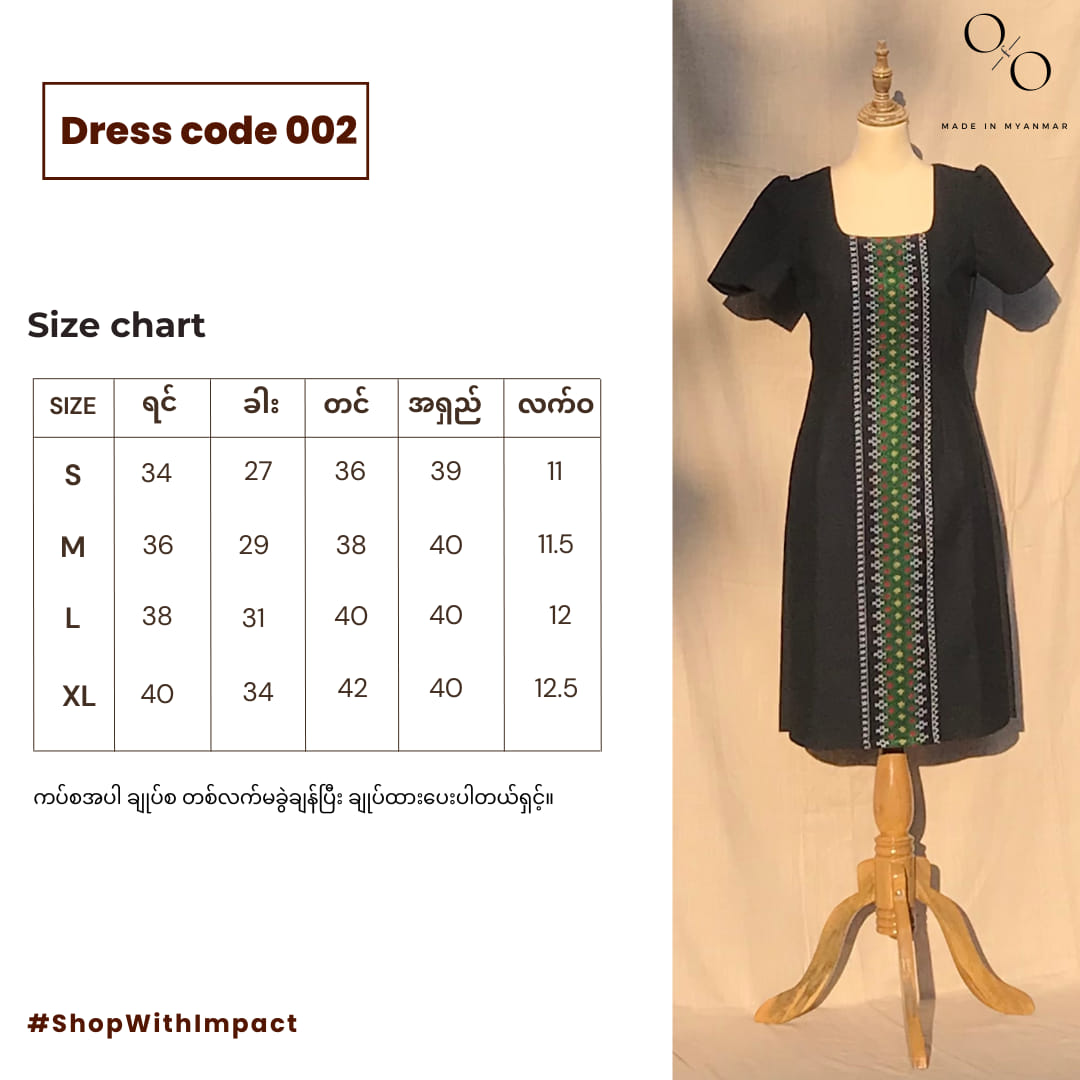 Dress code 002
OfO
MADE IN MYANMAR
Size chart
SIZE ရင် ခါး တင် အရှည် လက်ဝ
S 34 27 36 39 11
M 36 29 38 40 11.5
L 38 31 40 40 12
XL 40 34 42 40 12.5
ကပ်စအပါ ချုပ်စ တစ်လက်မခွဲချန်ပြီး ချုပ်ထားပေးပါတယ်ရှင့်။
#ShopWithImpact